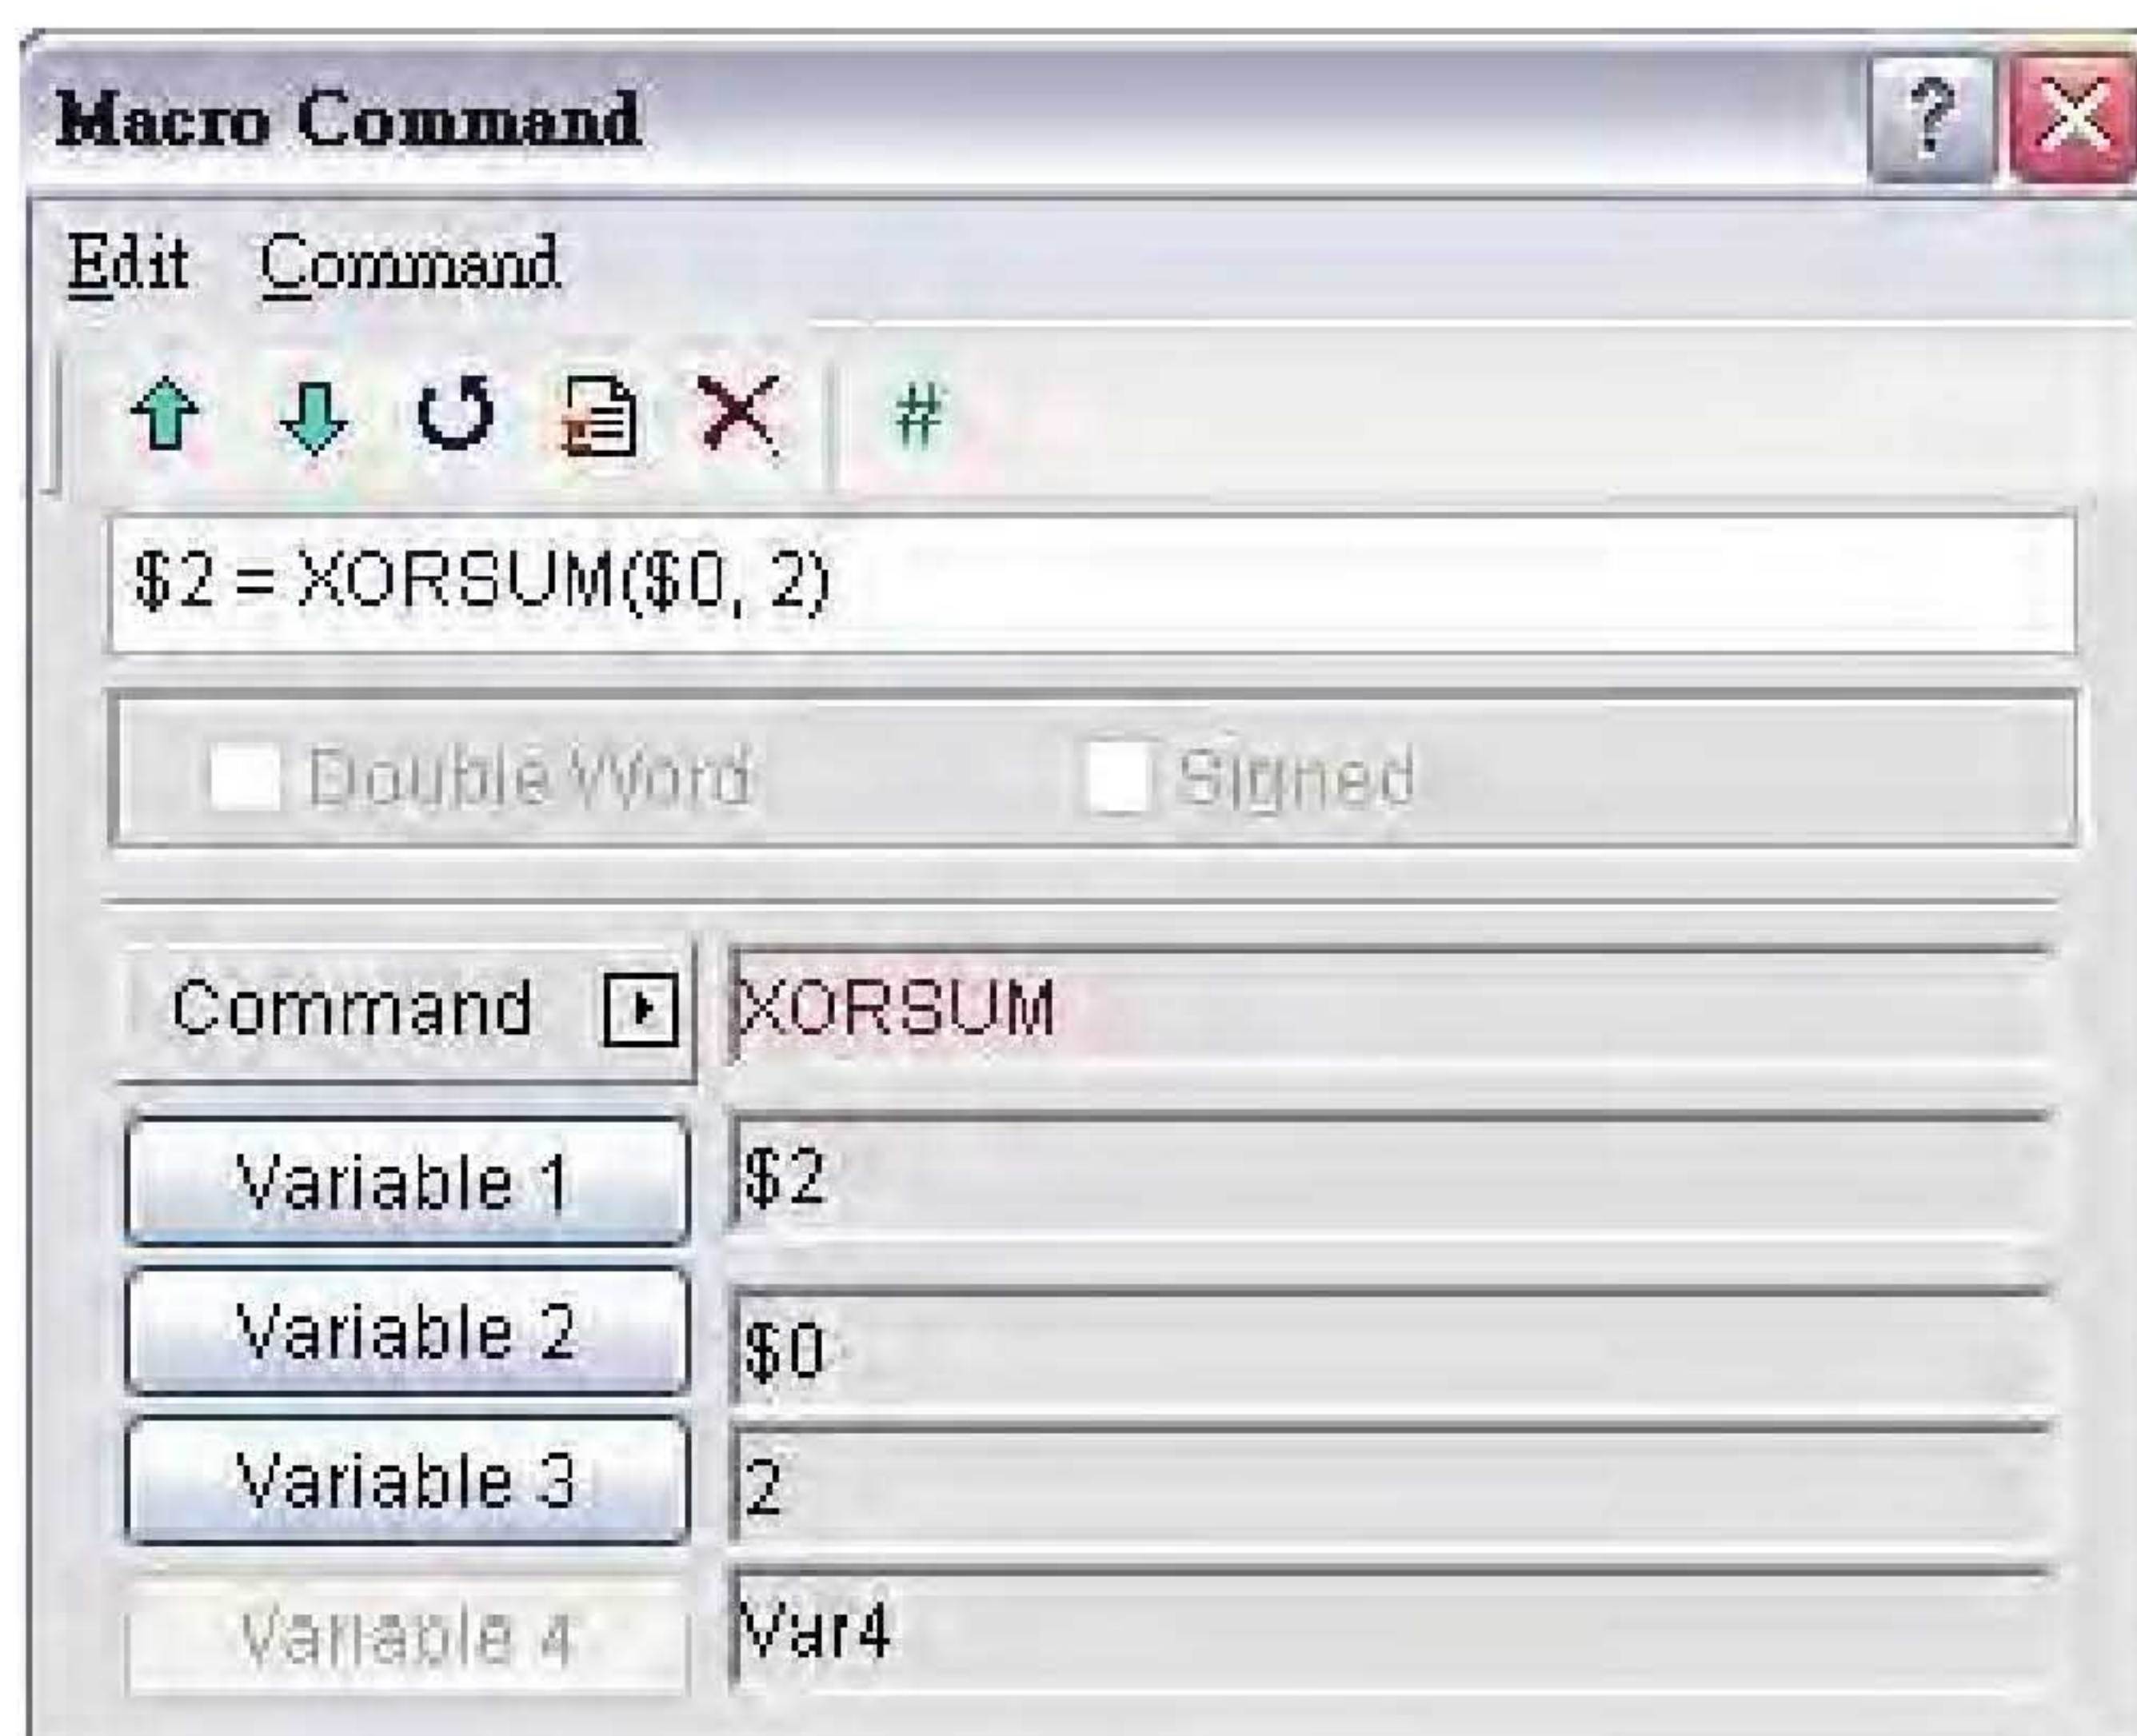 Macro Command ?
Edit Command
#
$2 = XORSUM($0, 2)
Double Word Signed
Command XORSUM
Variable 1 $2
Variable 2 $0
Variable 3 2
Variable 4 Var4